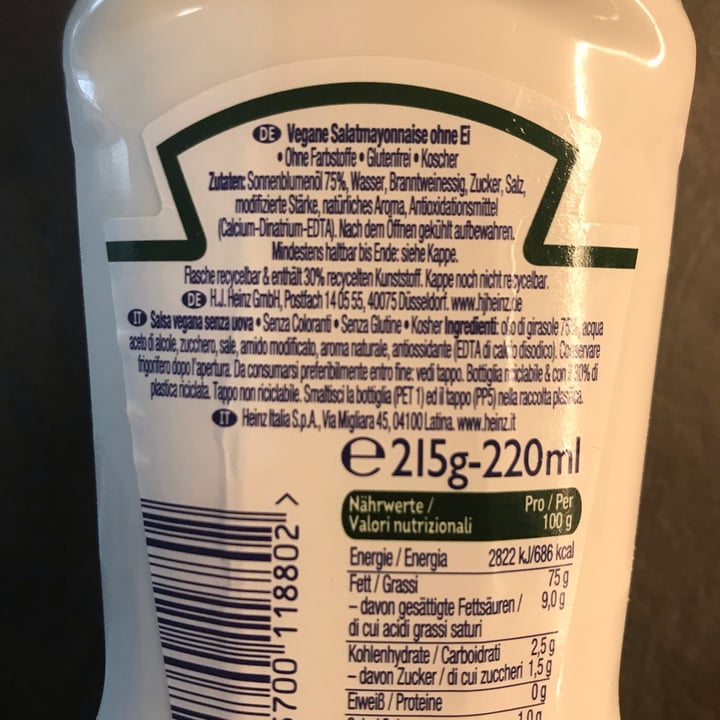 DE Vegane Salatmayonnaise ohne Ei
• Ohne Farbstoffe • Glutenfrei • Koscher
Zutaten: Sonnenblumenöl 75%, Wasser, Branntweinessig, Zucker, Salz,
modifizierte Stärke, natürliches Aroma, Antioxidationsmittel
(Calcium-Dinatrium-EDTA). Nach dem Öffnen gekühlt aufbewahren.
Mindestens haltbar bis Ende: siehe Kappe.
Flasche recycelbar & enthält 30% recycelten Kunststoff. Kappe noch nicht recycelbar.
DE H.J. Heinz GmbH, Postfach 14 05 55, 40075 Düsseldorf. www.hjheinz.de
IT Salsa vegana senza uova • Senza Coloranti • Senza Glutine • Kosher Ingredienti: olio di girasole 75%, acqua
aceto di alcole, zucchero, sale, amido modificato, aroma naturale, antiossidante (EDTA di calcio disodico). Conservare
frigorifero dopo l'apertura. Da consumarsi preferibilmente entro fine: vedi tappo. Bottiglia riciclabile & con il 30% di
plastica riciclata. Tappo non riciclabile. Smaltisci la bottiglia (PET 1) ed il tappo (PP5) nella raccolta plastica.
IT Heinz Italia S.p.A., Via Migliara 45, 04100 Latina. www.heinz.it
℮ 215g-220ml
Nährwerte / Pro / Per
Valori nutrizionali 100 g
Energie / Energia 2822 kJ/686 kcal
Fett / Grassi 75 g
– davon gesättigte Fettsäuren / 9,0 g
di cui acidi grassi saturi
Kohlenhydrate / Carboidrati 2,5 g
– davon Zucker / di cui zuccheri 1,5 g
Eiweiß / Proteine 0 g
1,0 g
5700 118802 >